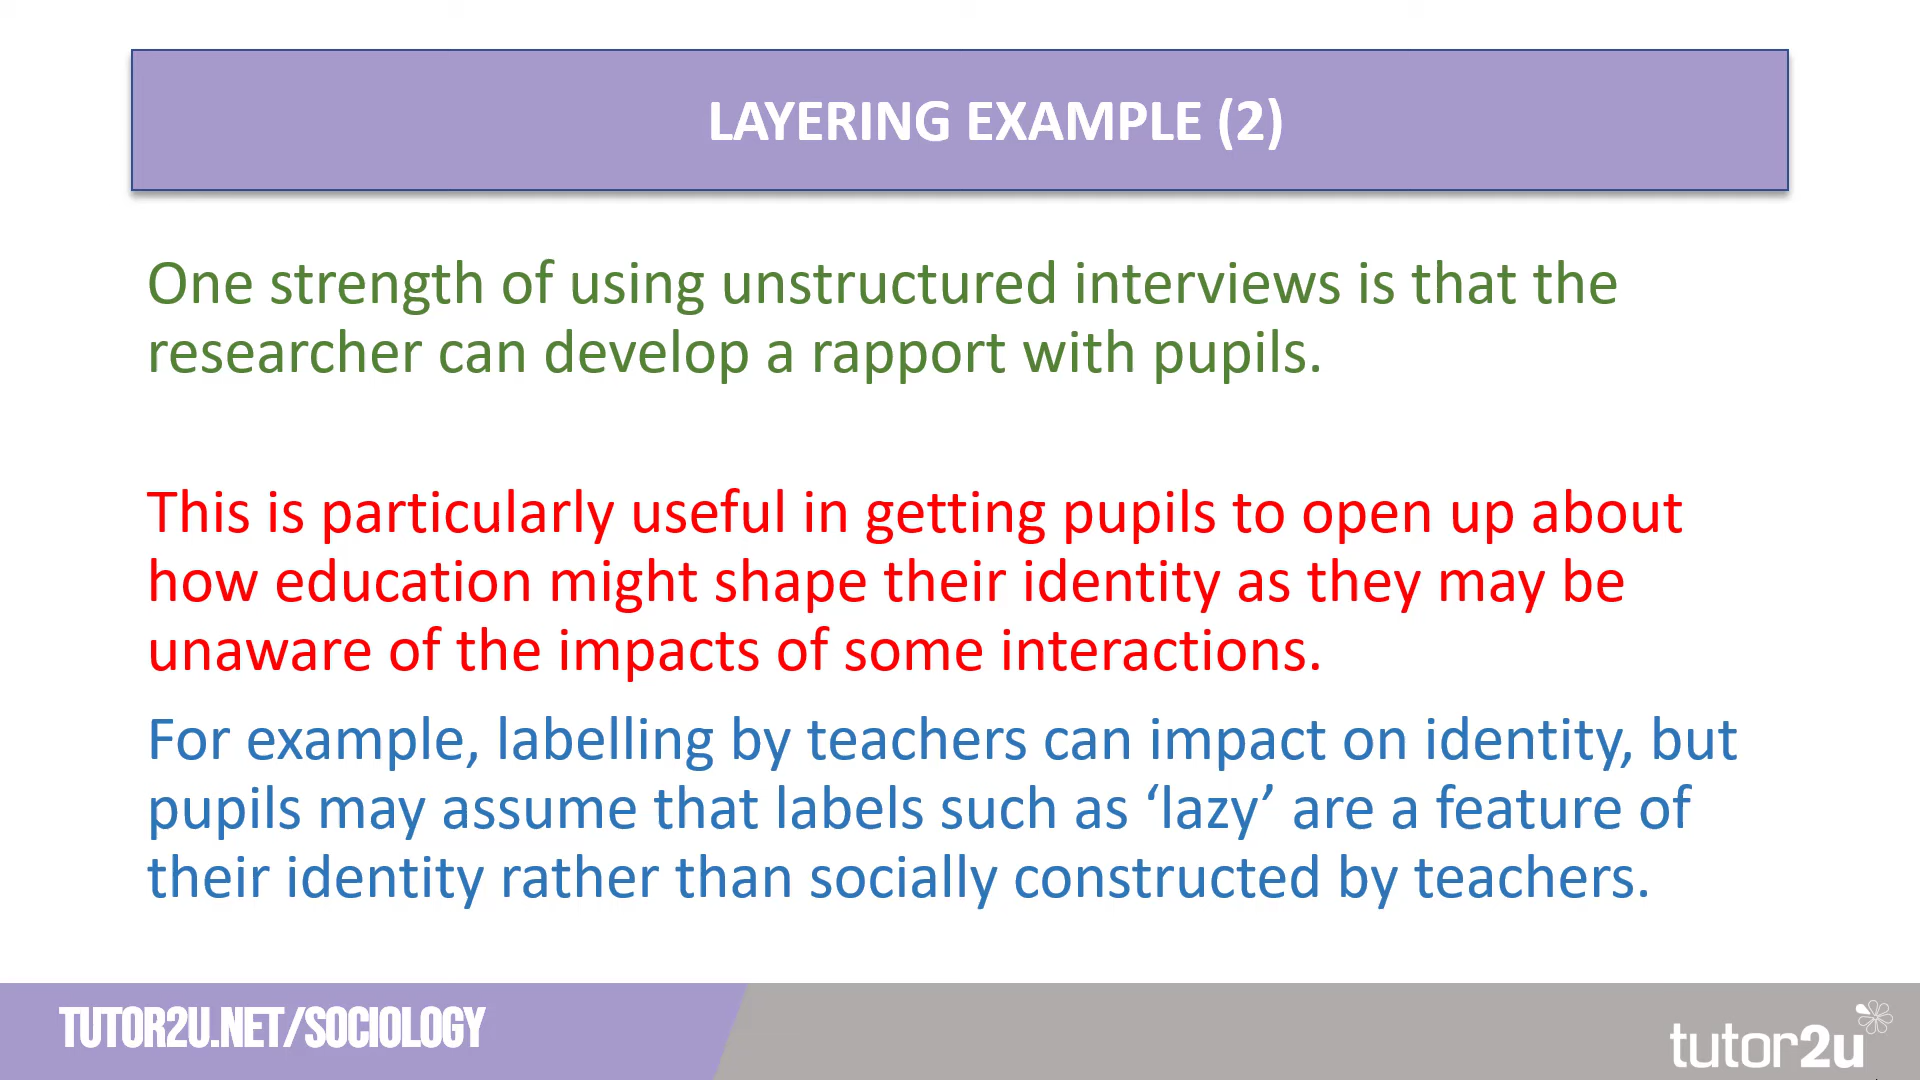 LAYERING EXAMPLE (2)
One strength of using unstructured interviews is that the
researcher can develop a rapport with pupils.
This is particularly useful in getting pupils to open up about
how education might shape their identity as they may be
unaware of the impacts of some interactions.
For example, labelling by teachers can impact on identity, but
pupils may assume that labels such as ‘lazy’ are a feature of
their identity rather than socially constructed by teachers.
TUTOR2U.NET/SOCIOLOGY
tutor2u